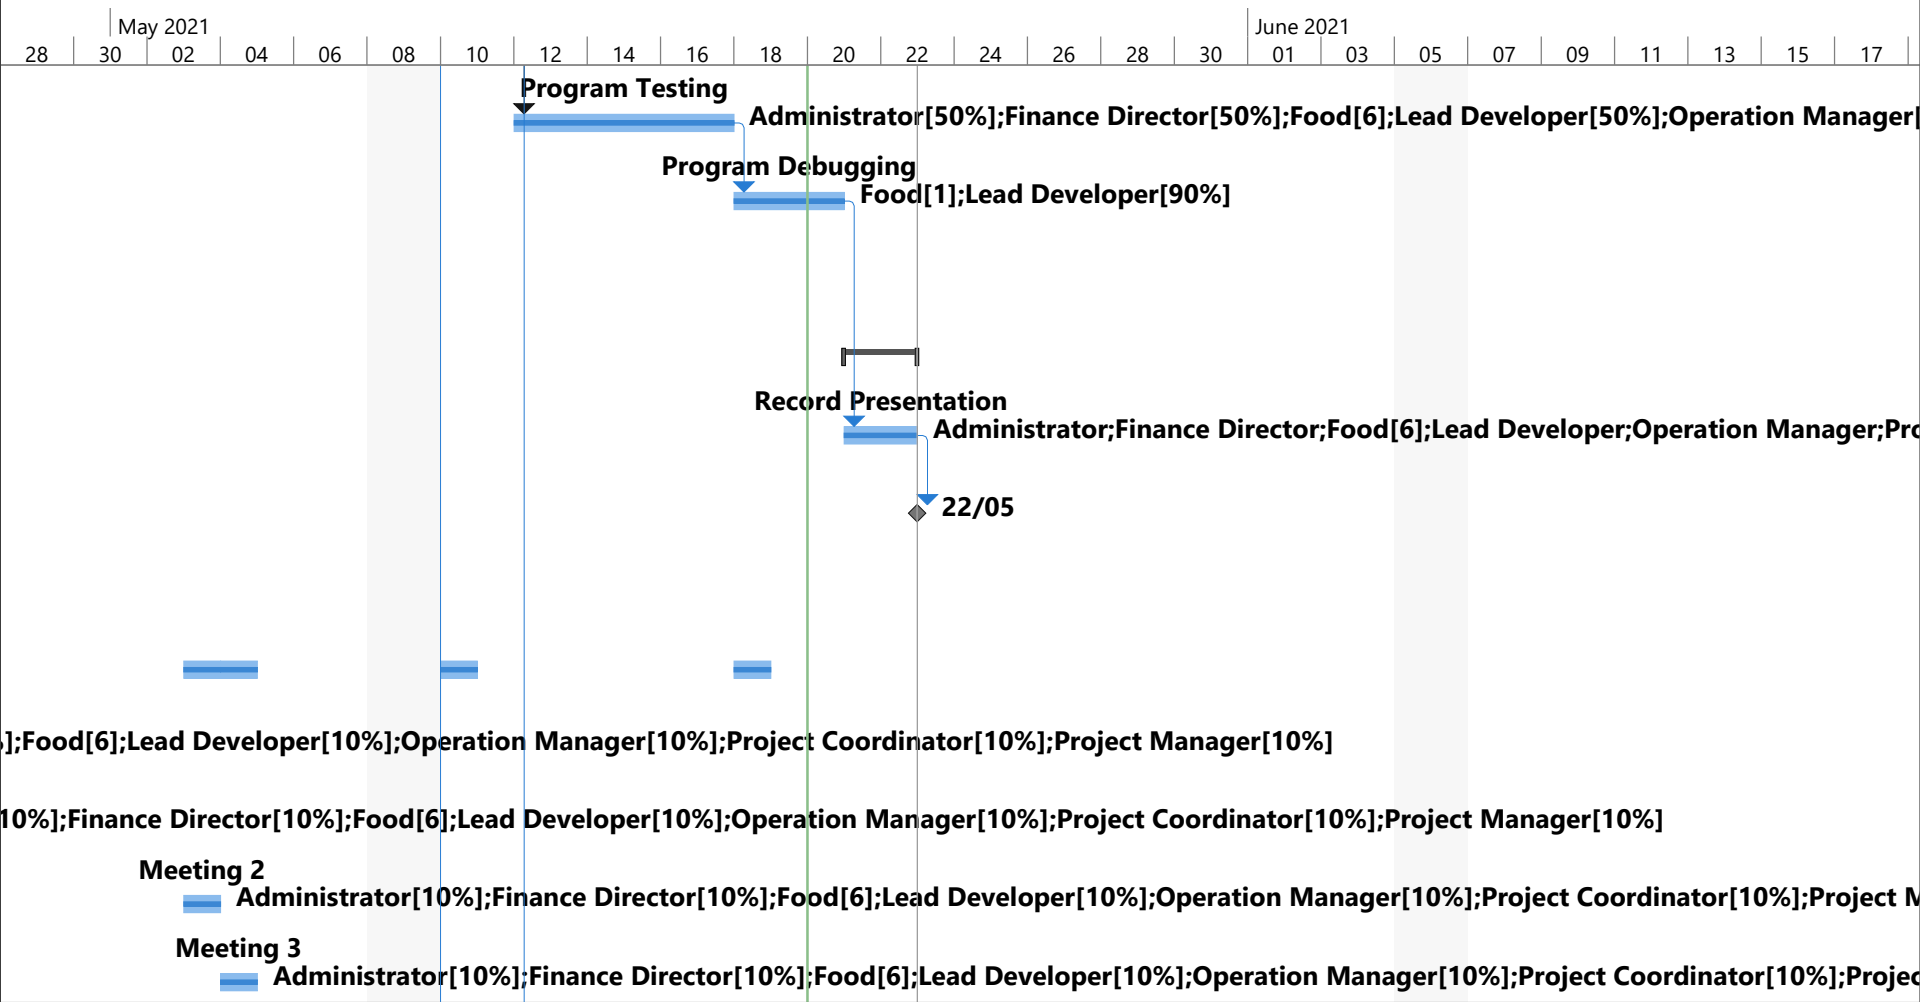 May 2021 June 2021
28 30 02 04 06 08 10 12 14 16 18 20 22 24 26 28 30 01 03 05 07 09 11 13 15 17
Program Testing
Administrator[50%];Finance Director[50%];Food[6];Lead Developer[50%];Operation Manager[
Program Debugging
Food[1];Lead Developer[90%]
Record Presentation
Administrator;Finance Director;Food[6];Lead Developer;Operation Manager;Pro
22/05
];Food[6];Lead Developer[10%];Operation Manager[10%];Project Coordinator[10%];Project Manager[10%]
10%];Finance Director[10%];Food[6];Lead Developer[10%];Operation Manager[10%];Project Coordinator[10%];Project Manager[10%]
Meeting 2
Administrator[10%];Finance Director[10%];Food[6];Lead Developer[10%];Operation Manager[10%];Project Coordinator[10%];Project M
Meeting 3
Administrator[10%];Finance Director[10%];Food[6];Lead Developer[10%];Operation Manager[10%];Project Coordinator[10%];Projec